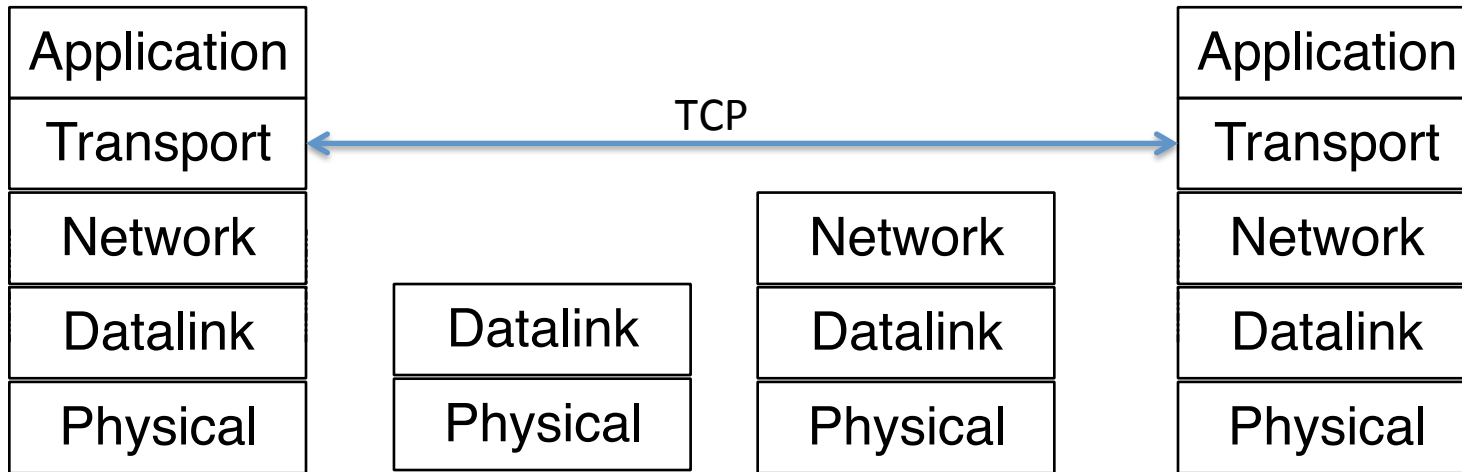 Application
Transport
Network
Datalink
Physical
TCP
Datalink
Physical
Network
Datalink
Physical
Application
Transport
Network
Datalink
Physical